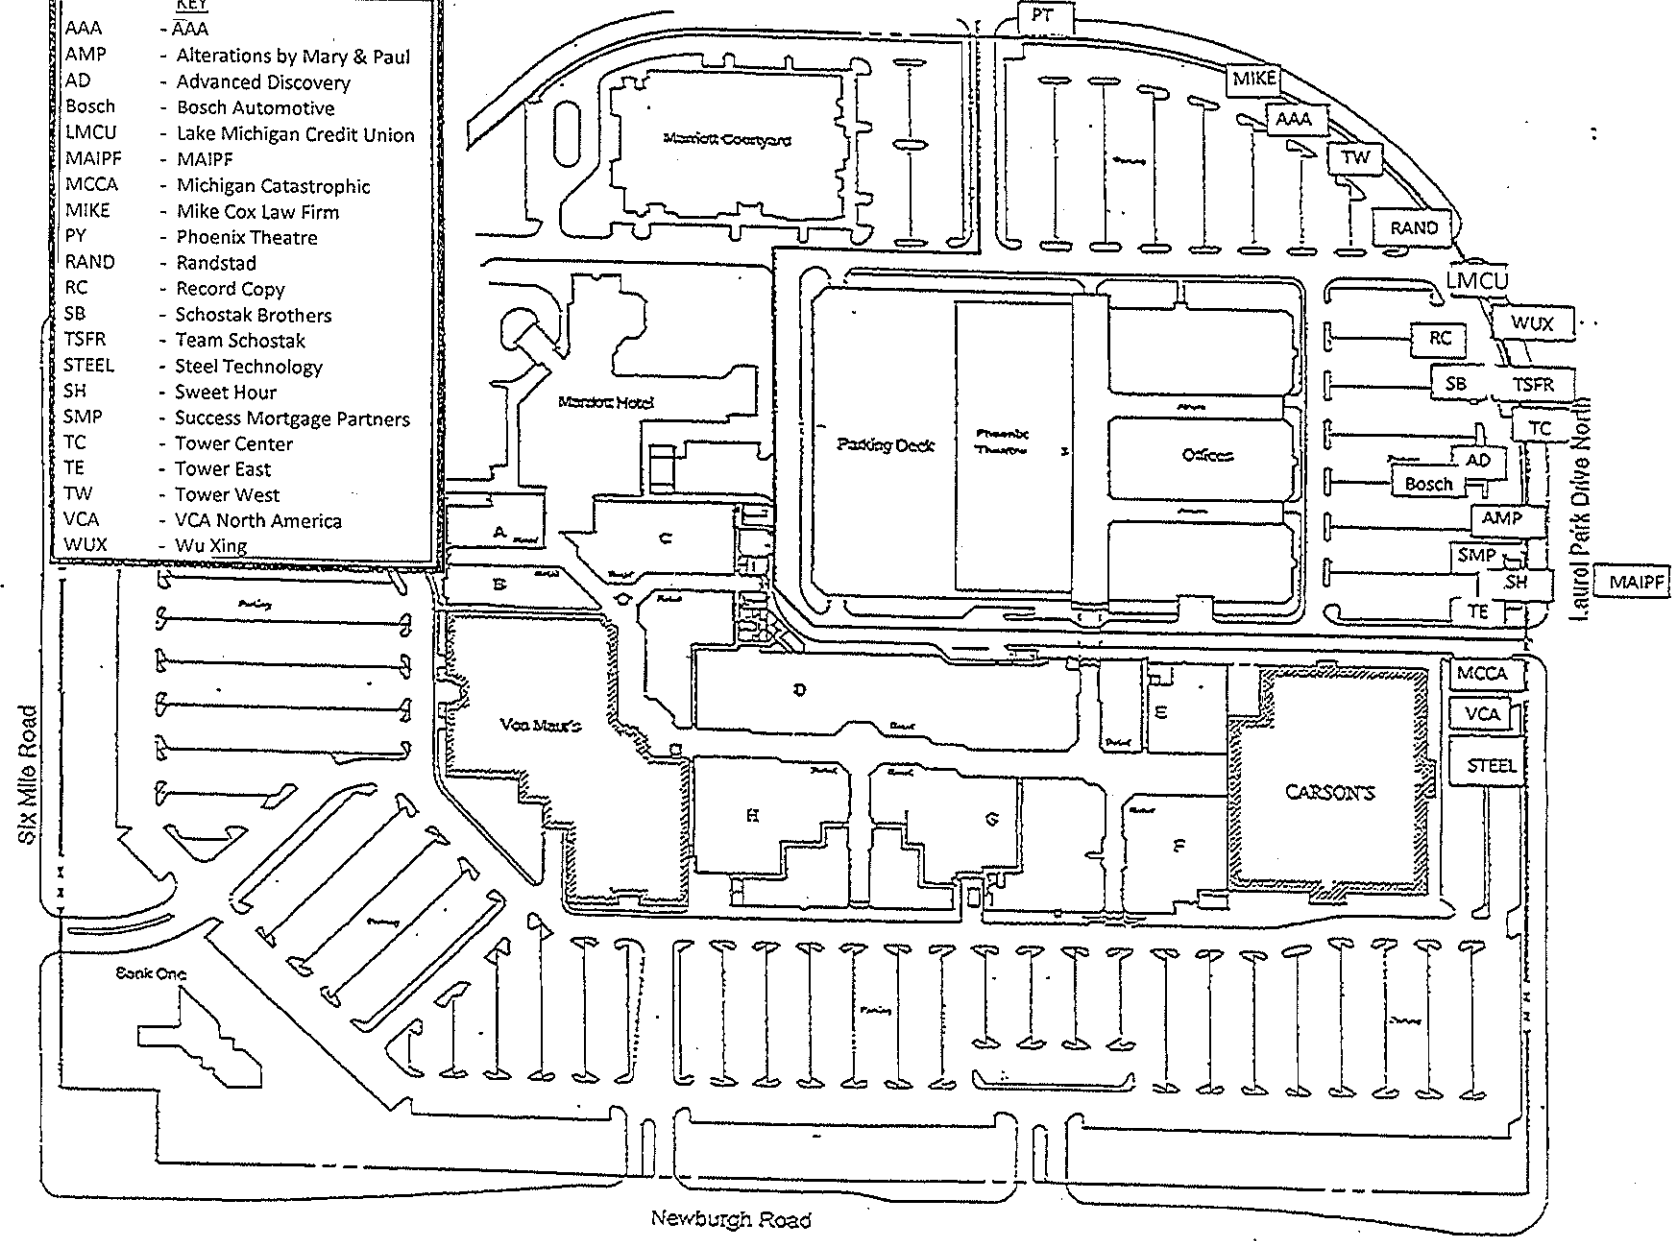 KEY
AAA - AAA
AMP - Alterations by Mary & Paul
AD - Advanced Discovery
Bosch - Bosch Automotive
LMCU - Lake Michigan Credit Union
MAIPF - MAIPF
MCCA - Michigan Catastrophic
MIKE - Mike Cox Law Firm
PY - Phoenix Theatre
RAND - Randstad
RC - Record Copy
SB - Schostak Brothers
TSFR - Team Schostak
STEEL - Steel Technology
SH - Sweet Hour
SMP - Success Mortgage Partners
TC - Tower Center
TE - Tower East
TW - Tower West
VCA - VCA North America
WUX - Wu Xing
PT
MIKE
AAA
TW
RAND
LMCU
WUX
RC
SB
TSFR
TC
AD
Bosch
AMP
SMP
SH
TE
MAIPF
MCCA
VCA
STEEL
Laurol Park Drive North
Marriott Courtyard
Marriott Hotel
Parking Deck
Phoenix
Theatre
Offices
A
B
C
D
E
F
G
H
Von Maur's
CARSON'S
Parking
Parking
Parking
Bank One
Six Mile Road
Newburgh Road